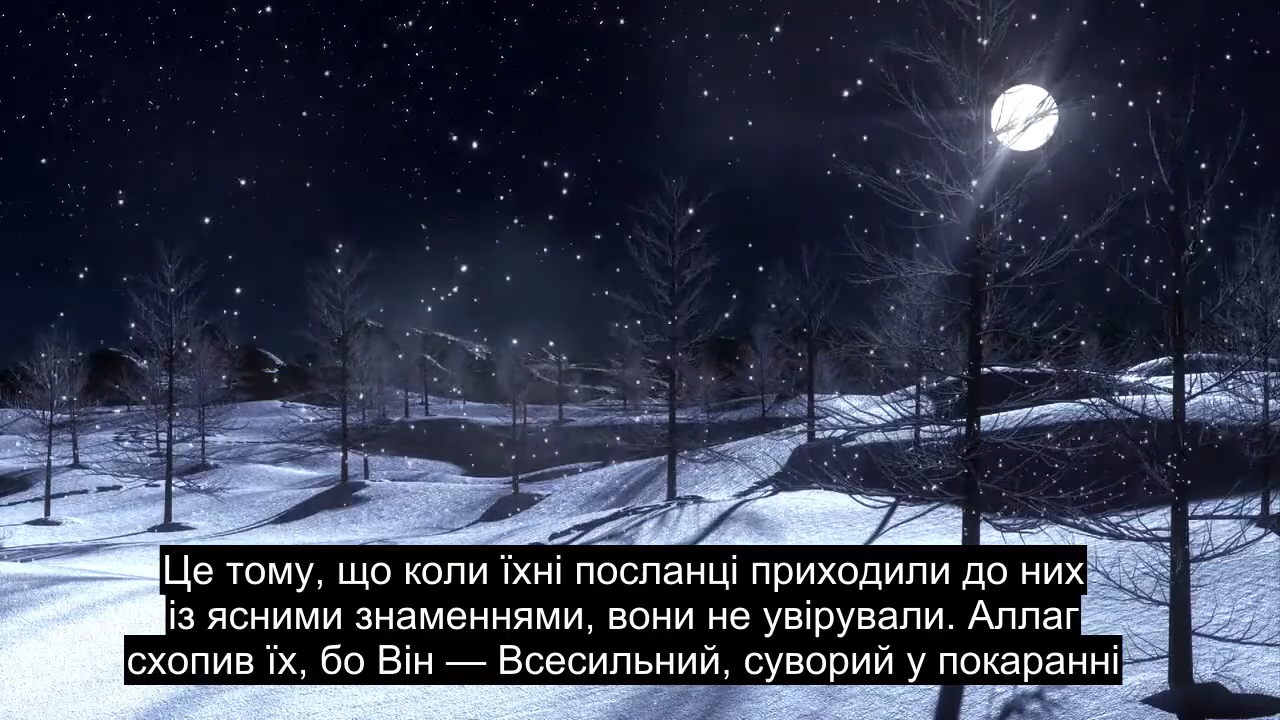 Це тому, що коли їхні посланці приходили до них
із ясними знаменнями, вони не увірували. Аллаг
схопив їх, бо Він — Всесильний, суворий у покаранні